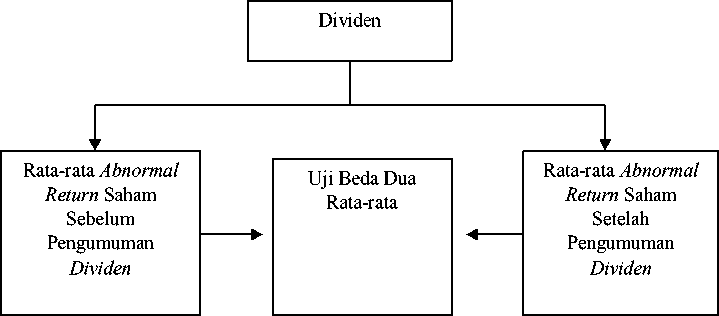 Dividen
Rata-rata Abnormal
Return Saham
Sebelum
Pengumuman
Dividen
Uji Beda Dua
Rata-rata
Rata-rata Abnormal
Return Saham
Setelah
Pengumuman
Dividen